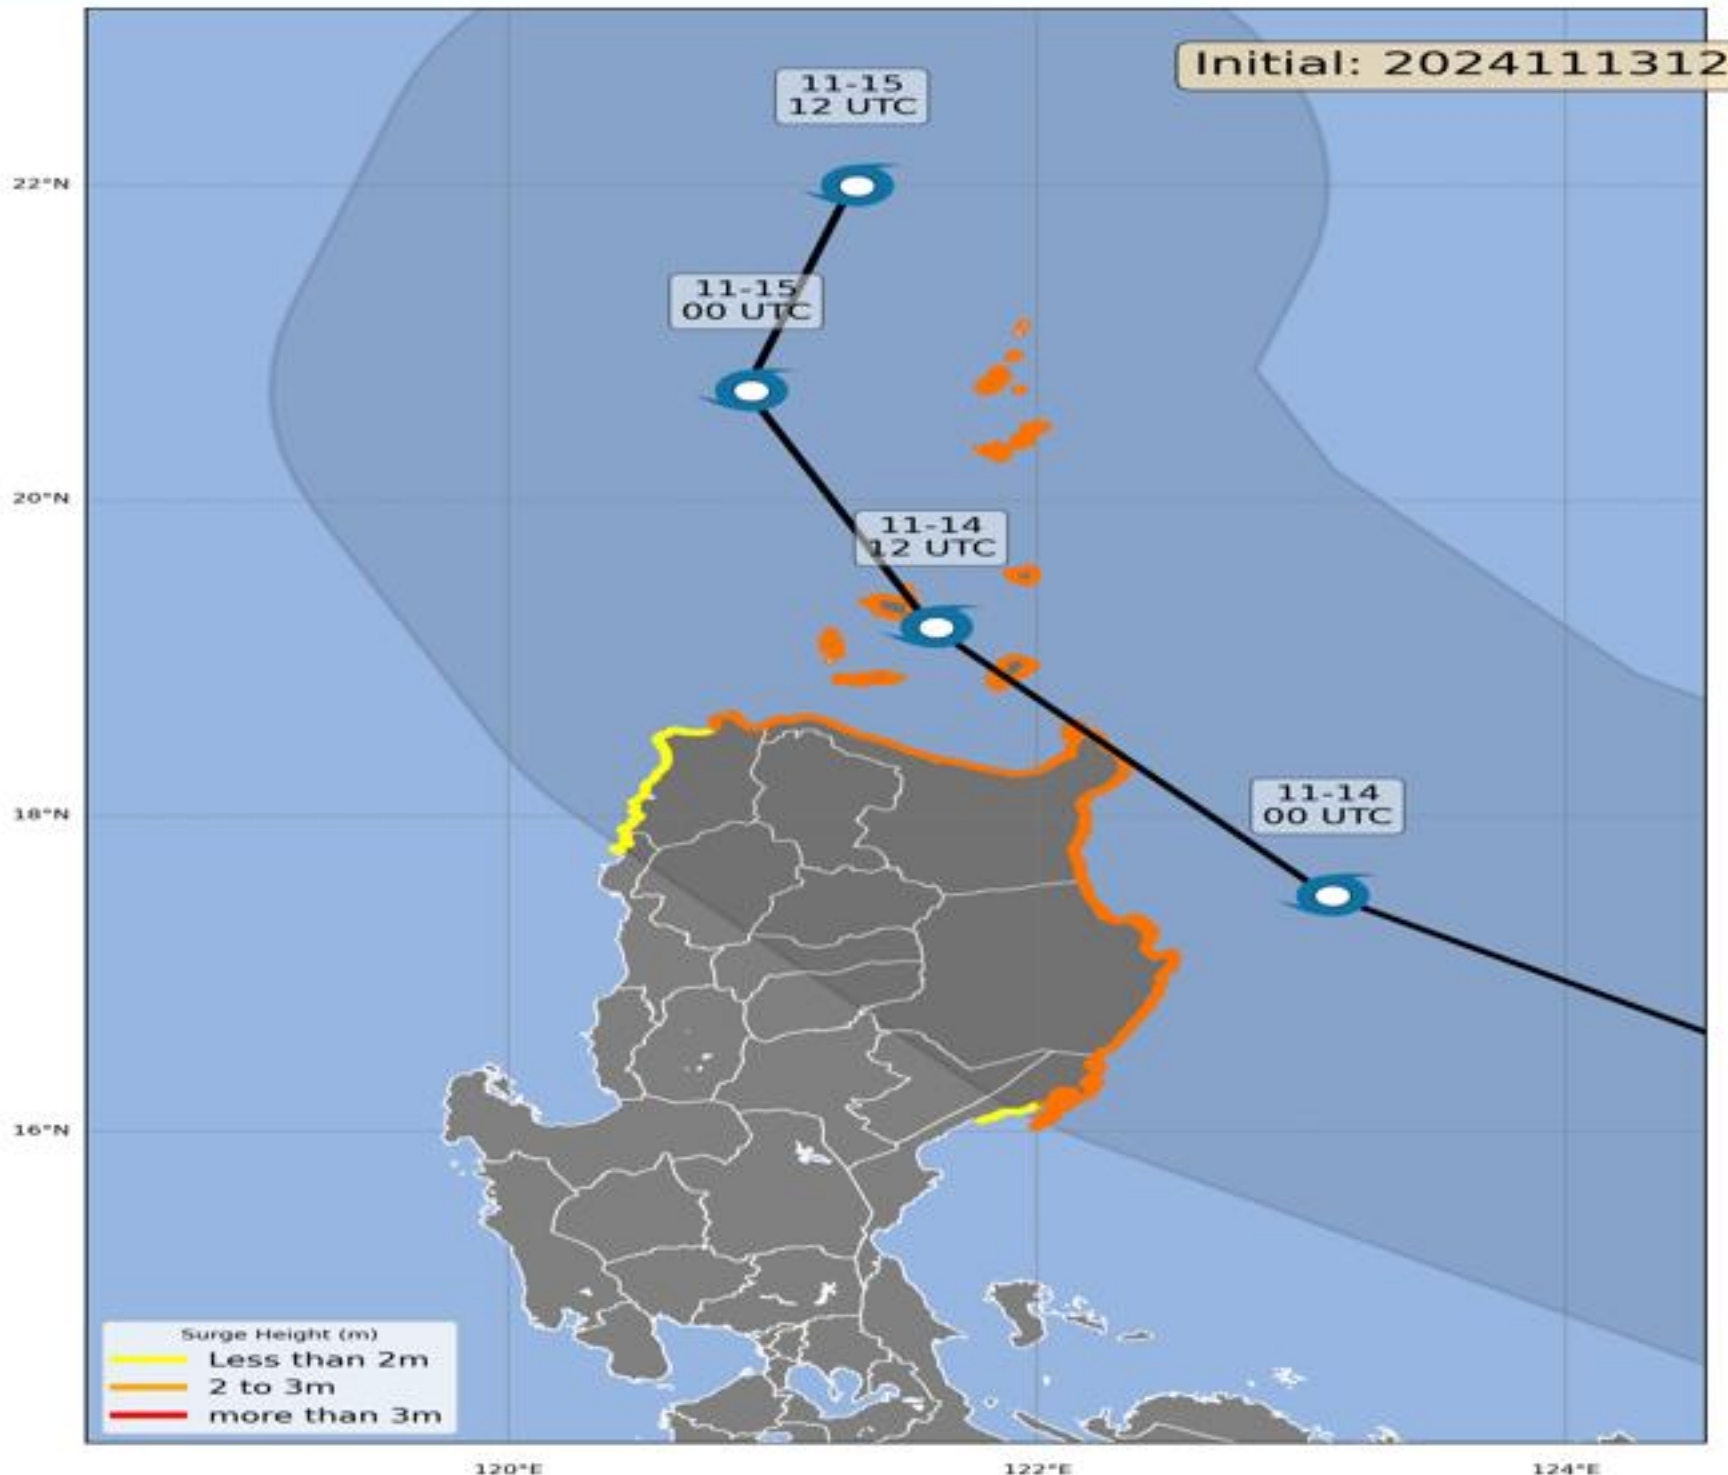 Initial: 2024111312
11-15
12 UTC
22°N
11-15
00 UTC
20°N
11-14
12 UTC
18°N
11-14
00 UTC
16°N
Surge Height (m)
Less than 2m
2 to 3m
more than 3m
120°E
122°E
124°E